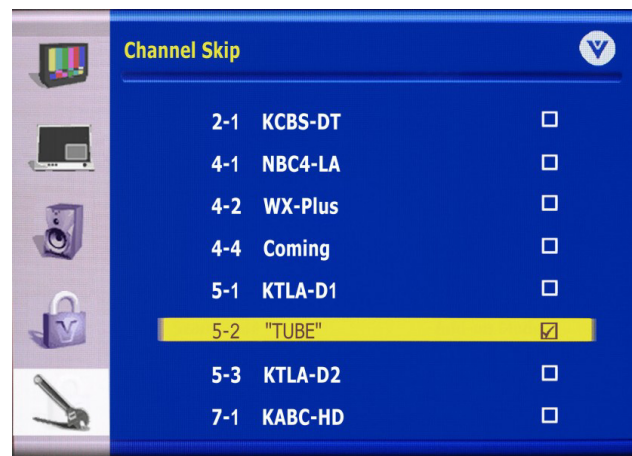 Channel Skip
V
2-1 KCBS-DT
4-1 NBC4-LA
4-2 WX-Plus
4-4 Coming
5-1 KTLA-D1
5-2 "TUBE"
V
5-3 KTLA-D2
7-1 KABC-HD